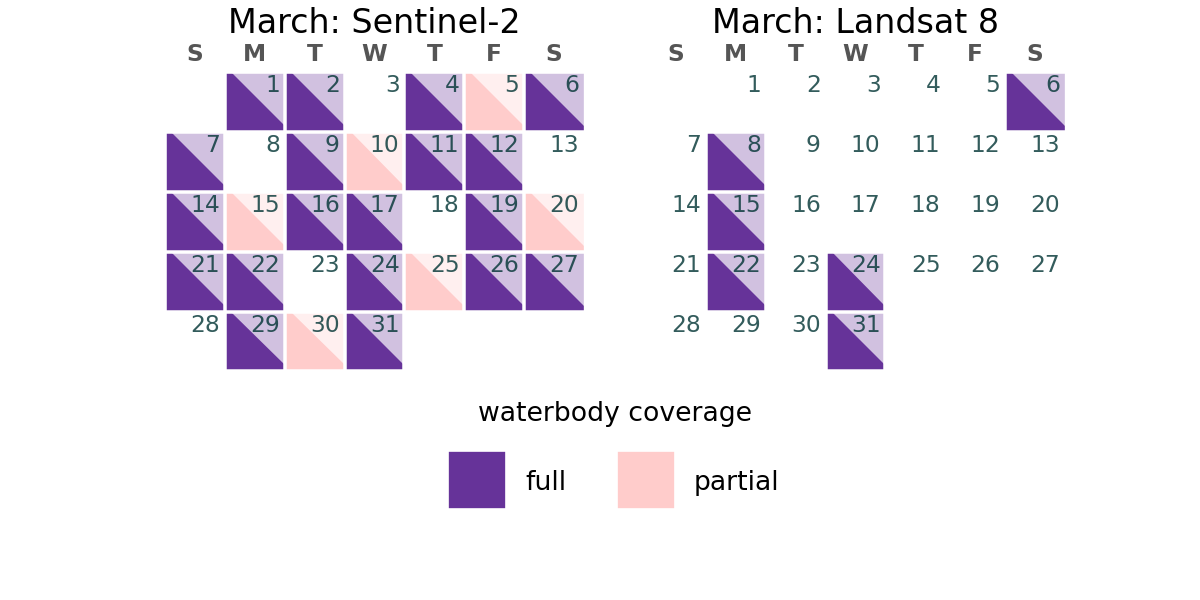 March: Sentinel-2
S M T W T F S
1 2 3 4 5 6
7 8 9 10 11 12 13
14 15 16 17 18 19 20
21 22 23 24 25 26 27
28 29 30 31
March: Landsat 8
S M T W T F S
1 2 3 4 5 6
7 8 9 10 11 12 13
14 15 16 17 18 19 20
21 22 23 24 25 26 27
28 29 30 31
waterbody coverage
full
partial